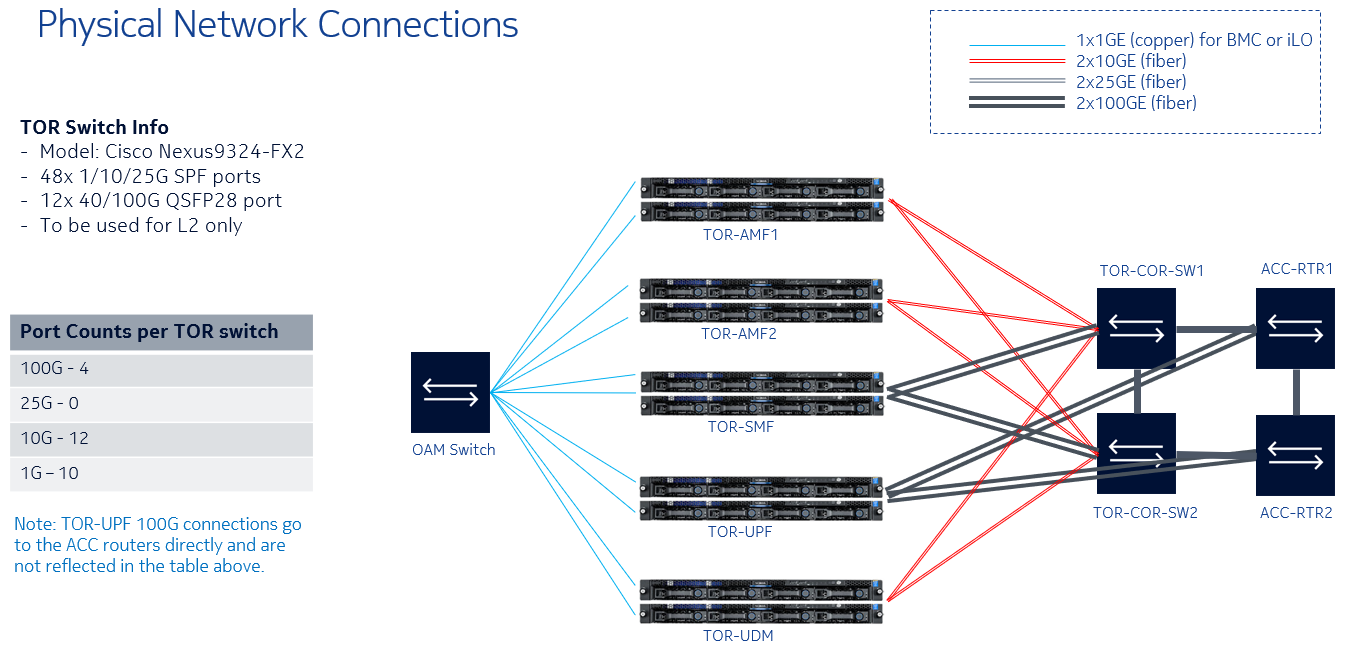 Physical Network Connections
1x1GE (copper) for BMC or iLO
2x10GE (fiber)
2x25GE (fiber)
2x100GE (fiber)
TOR Switch Info
- Model: Cisco Nexus9324-FX2
- 48x 1/10/25G SPF ports
- 12x 40/100G QSFP28 port
- To be used for L2 only
Port Counts per TOR switch
100G - 4
25G - 0
10G - 12
1G – 10
Note: TOR-UPF 100G connections go
to the ACC routers directly and are
not reflected in the table above.
OAM Switch
TOR-AMF1
TOR-AMF2
TOR-SMF
TOR-UPF
TOR-UDM
TOR-COR-SW1
ACC-RTR1
TOR-COR-SW2
ACC-RTR2